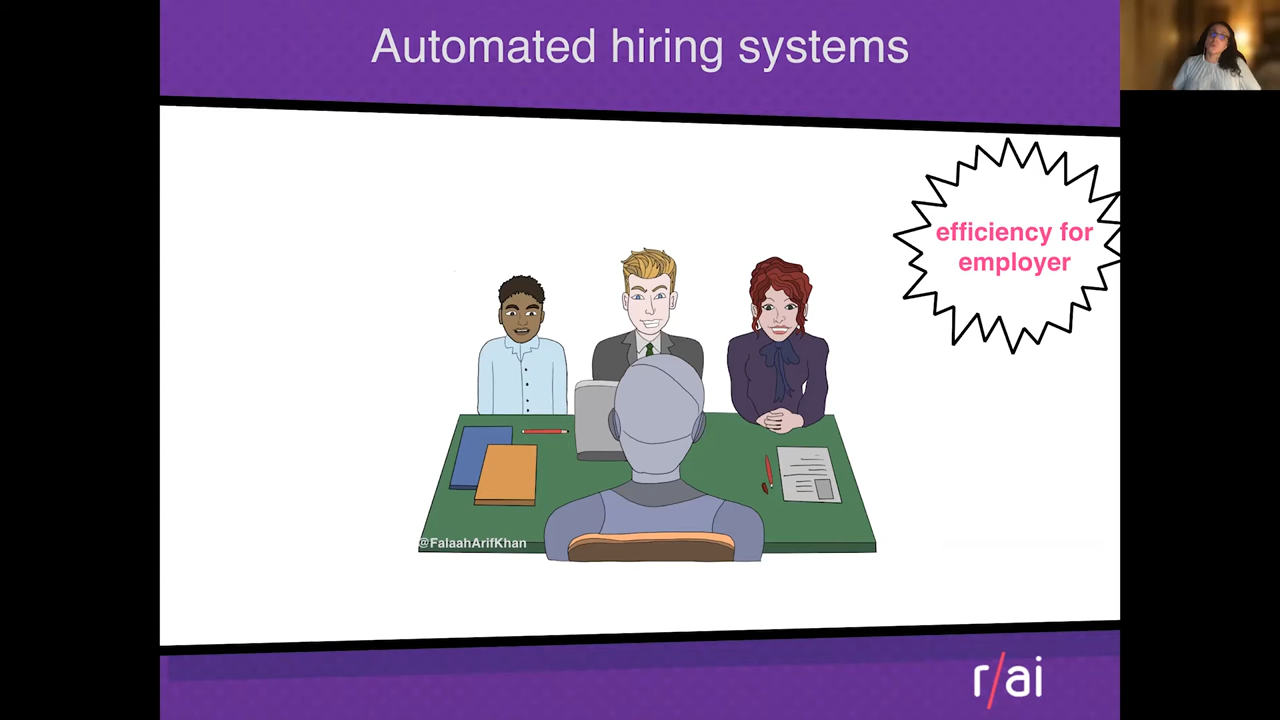 Automated hiring systems
efficiency for
employer
@FalaahArifKhan
r/ai